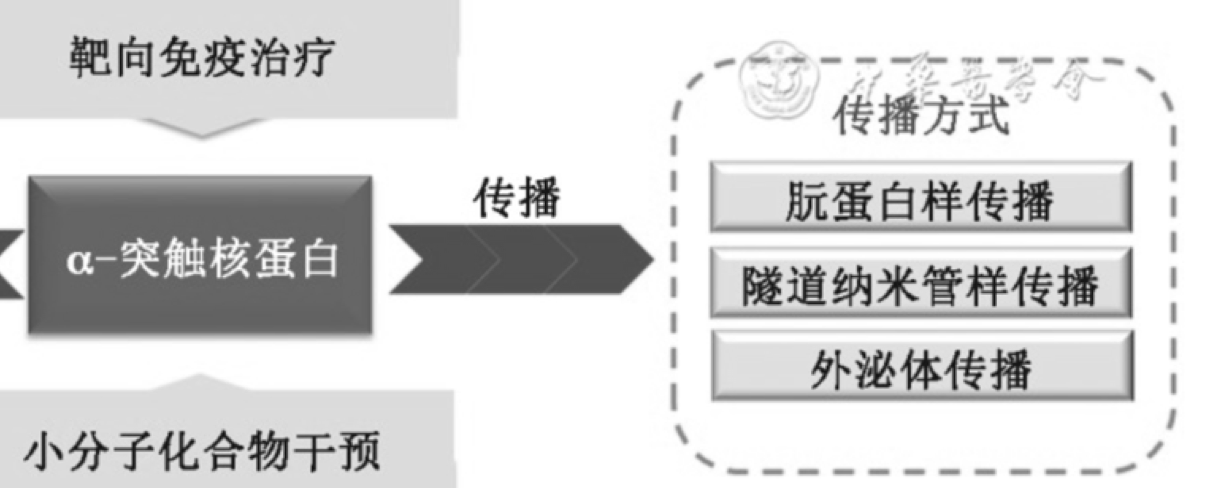 靶向免疫治疗
中华医学会
传播方式
传播
朊蛋白样传播
α-突触核蛋白
隧道纳米管样传播
外泌体传播
小分子化合物干预